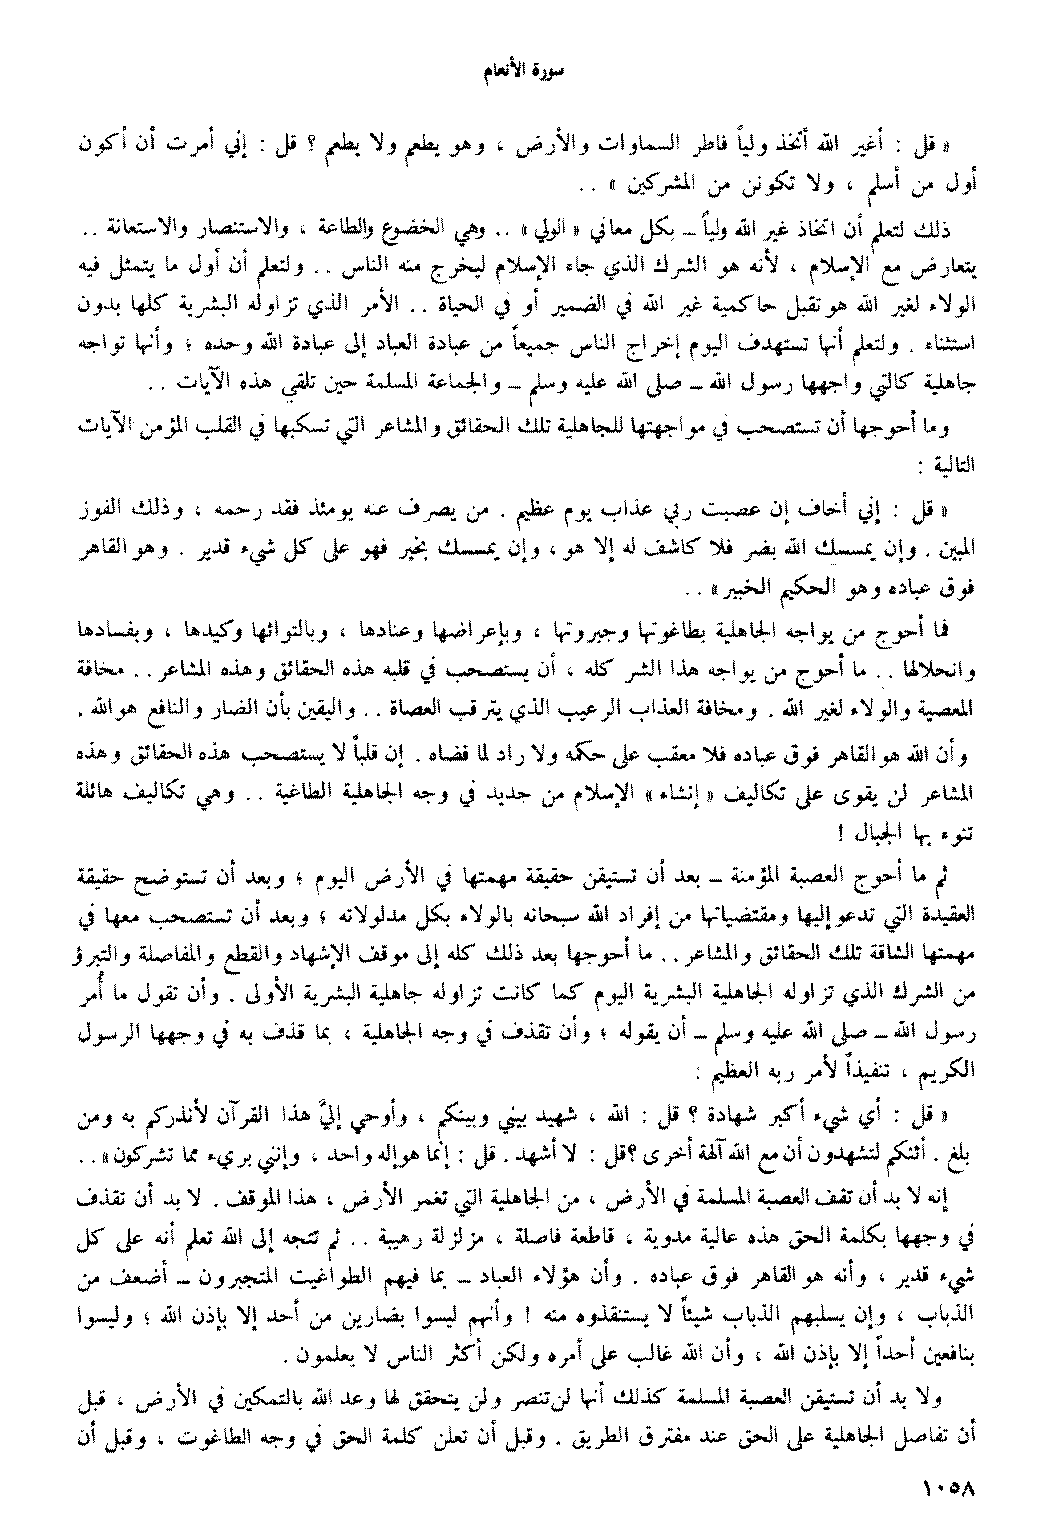 سورة الأنعام
« قل : أغير الله أتخذ ولياً فاطر السماوات والأرض ، وهو يطعم ولا يطعم ؟ قل : إني أمرت أن أكون
أول من أسلم ، ولا تكونن من المشركين » ..
ذلك لتعلم أن اتخاذ غير الله ولياً – بكل معاني « الولي » .. وهي الخضوع والطاعة ، والاستنصار والاستعانة ..
يتعارض مع الإسلام ، لأنه هو الشرك الذي جاء الإسلام ليخرج منه الناس .. ولتعلم أن أول ما يتمثل فيه
الولاء لغير الله هو تقبل حاكمية غير الله في الضمير أو في الحياة .. الأمر الذي تزاوله البشرية كلها بدون
استثناء . ولتعلم أنها تستهدف اليوم إخراج الناس جميعاً من عبادة العباد إلى عبادة الله وحده ؛ وأنها تواجه
جاهلية كالتي واجهها رسول الله – صلى الله عليه وسلم – والجماعة المسلمة حين تلقي هذه الآيات ..
وما أحوجها أن تستصحب في مواجهتها للجاهلية تلك الحقائق والمشاعر التي تسكبها في القلب المؤمن الآيات
التالية :
« قل : إني أخاف إن عصيت ربي عذاب يوم عظيم . من يصرف عنه يومئذ فقد رحمه ، وذلك الفوز
المبين . وإن يمسسك الله بضر فلا كاشف له إلا هو ، وإن يمسسك بخير فهو على كل شيء قدير . وهو القاهر
فوق عباده وهو الحكيم الخبير » ..
فما أحوج من يواجه الجاهلية بطاغوتها وجبروتها ، وبإعراضها وعنادها ، وبالتوائها وكيدها ، وبفسادها
وانحلالها .. ما أحوج من يواجه هذا الشر كله ، أن يستصحب في قلبه هذه الحقائق وهذه المشاعر .. مخافة
المعصية والولاء لغير الله . ومخافة العذاب الرعيب الذي يترقب العصاة .. واليقين بأن الضار والنافع هو الله .
وأن الله هو القاهر فوق عباده فلا معقب على حكمه ولا راد لما قضاه . إن قلباً لا يستصحب هذه الحقائق وهذه
المشاعر لن يقوى على تكاليف « إنشاء » الإسلام من جديد في وجه الجاهلية الطاغية .. وهي تكاليف هائلة
تنوء بها الجبال !
ثم ما أحوج العصبة المؤمنة – بعد أن تستيقن حقيقة مهمتها في الأرض اليوم ؛ وبعد أن تستوضح حقيقة
العقيدة التي تدعو إليها ومقتضياتها من إفراد الله سبحانه بالولاء بكل مدلولاته ؛ وبعد أن تستصحب معها في
مهمتها الشاقة تلك الحقائق والمشاعر .. ما أحوجها بعد ذلك كله إلى موقف الإشهاد والقطع والمفاصلة والتبرؤ
من الشرك الذي تزاوله الجاهلية البشرية اليوم كما كانت تزاوله جاهلية البشرية الأولى . وأن تقول ما أُمر
رسول الله – صلى الله عليه وسلم – أن يقوله ؛ وأن تقذف في وجه الجاهلية ، بما قذف به في وجهها الرسول
الكريم ، تنفيذاً لأمر ربه العظيم :
« قل : أي شيء أكبر شهادة ؟ قل : الله ، شهيد بيني وبينكم ، وأوحي إليَّ هذا القرآن لأنذركم به ومن
بلغ . أئنكم لتشهدون أن مع الله آلهة أخرى ؟ قل : لا أشهد . قل : إنما هو إله واحد ، وإنني بريء مما تشركون » ..
إنه لا بد أن تقف العصبة المسلمة في الأرض ، من الجاهلية التي تغمر الأرض ، هذا الموقف . لا بد أن تقذف
في وجهها بكلمة الحق هذه عالية مدوية ، قاطعة فاصلة ، مزلزلة رهيبة .. ثم تتجه إلى الله تعلم أنه على كل
شيء قدير ، وأنه هو القاهر فوق عباده . وأن هؤلاء العباد – بما فيهم الطواغيت المتجبرون – أضعف من
الذباب ، وإن يسلبهم الذباب شيئاً لا يستنقذوه منه ! وأنهم ليسوا بضارين من أحد إلا بإذن الله ؛ وليسوا
بنافعين أحداً إلا بإذن الله ، وأن الله غالب على أمره ولكن أكثر الناس لا يعلمون .
ولا بد أن تستيقن العصبة المسلمة كذلك أنها لن تنصر ولن يتحقق لها وعد الله بالتمكين في الأرض ، قبل
أن تفاصل الجاهلية على الحق عند مفترق الطريق . وقبل أن تعلن كلمة الحق في وجه الطاغوت ، وقبل أن
١٠٥٨